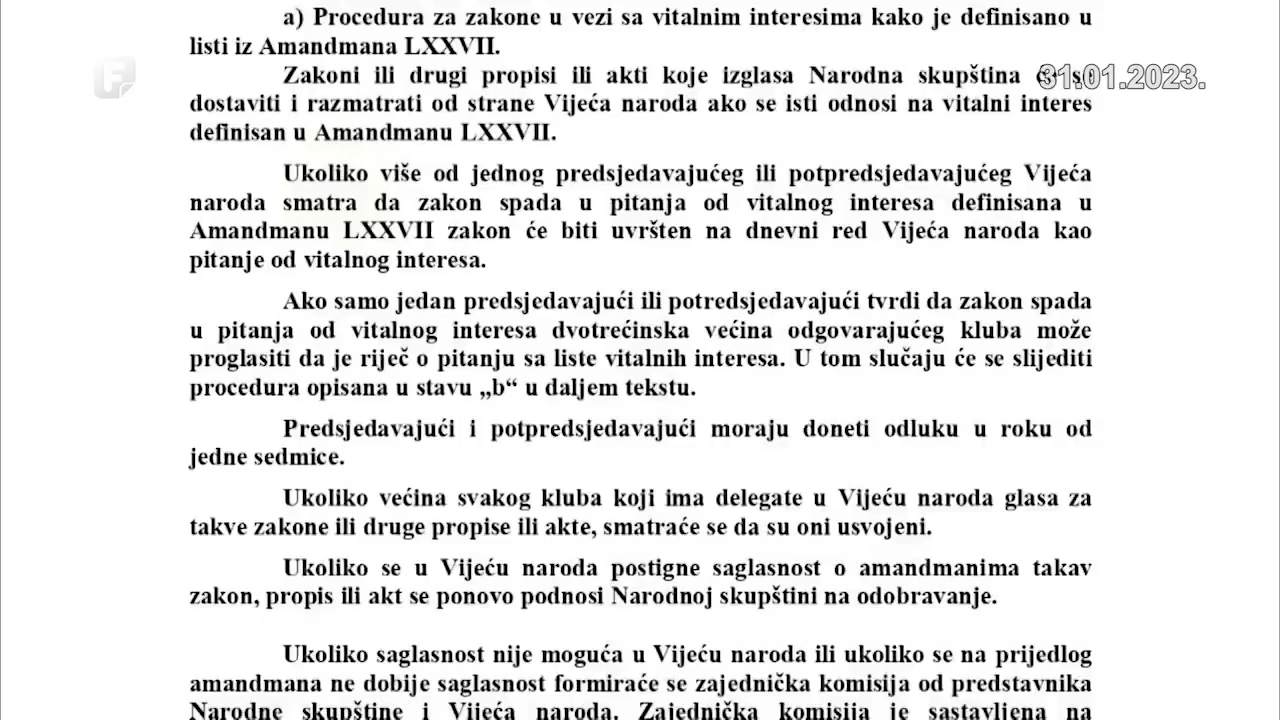 a) Procedura za zakone u vezi sa vitalnim interesima kako je definisano u
listi iz Amandmana LXXVII.
Zakoni ili drugi propisi ili akti koje izglasa Narodna skupština
31.01.2023.
dostaviti i razmatrati od strane Vijeća naroda ako se isti odnosi na vitalni interes
definisan u Amandmanu LXXVII.
Ukoliko više od jednog predsjedavajućeg ili potpredsjedavajućeg Vijeća
naroda smatra da zakon spada u pitanja od vitalnog interesa definisana u
Amandmanu LXXVII zakon će biti uvršten na dnevni red Vijeća naroda kao
pitanje od vitalnog interesa.
Ako samo jedan predsjedavajući ili potredsjedavajući tvrdi da zakon spada
u pitanja od vitalnog interesa dvotrećinska većina odgovarajućeg kluba može
proglasiti da je riječ o pitanju sa liste vitalnih interesa. U tom slučaju će se slijediti
procedura opisana u stavu „b“ u daljem tekstu.
Predsjedavajući i potpredsjedavajući moraju doneti odluku u roku od
jedne sedmice.
Ukoliko većina svakog kluba koji ima delegate u Vijeću naroda glasa za
takve zakone ili druge propise ili akte, smatraće se da su oni usvojeni.
Ukoliko se u Vijeću naroda postigne saglasnost o amandmanima takav
zakon, propis ili akt se ponovo podnosi Narodnoj skupštini na odobravanje.
Ukoliko saglasnost nije moguća u Vijeću naroda ili ukoliko se na prijedlog
amandmana ne dobije saglasnost formiraće se zajednička komisija od predstavnika
Narodne skupštine i Vijeća naroda. Zajednička komisija je sastavljena na